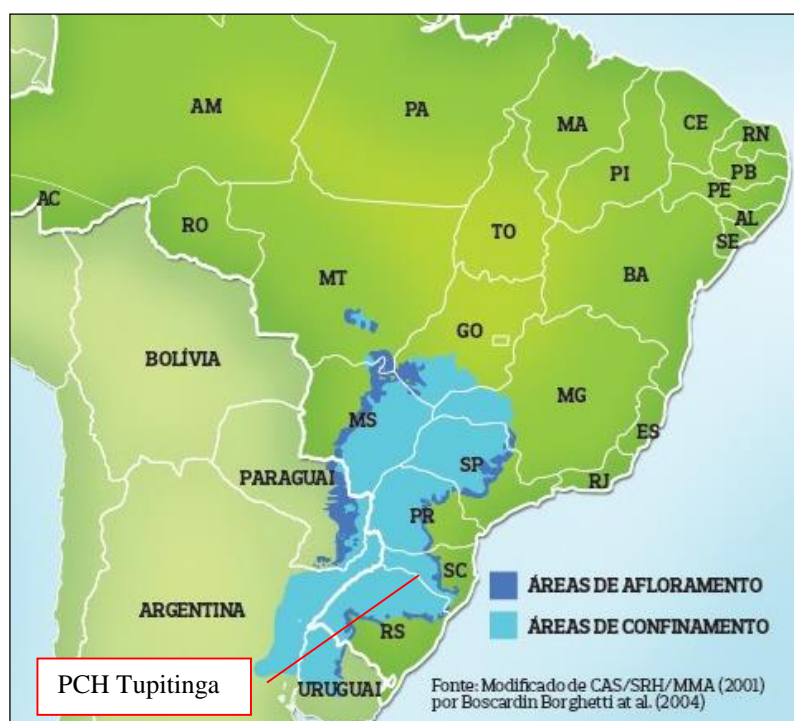 AM
PA
MA
CE
RN
PB
PI
PE
AL
SE
AC
RO
TO
BA
MT
GO
BOLÍVIA
MG
MS
ES
SP
PARAGUAI
RJ
PR
SC
ÁREAS DE AFLORAMENTO
ARGENTINA
ÁREAS DE CONFINAMENTO
RS
PCH Tupitinga
URUGUAI
Fonte: Modificado de CAS/SRH/MMA (2001)
por Boscardin Borghetti at al. (2004)